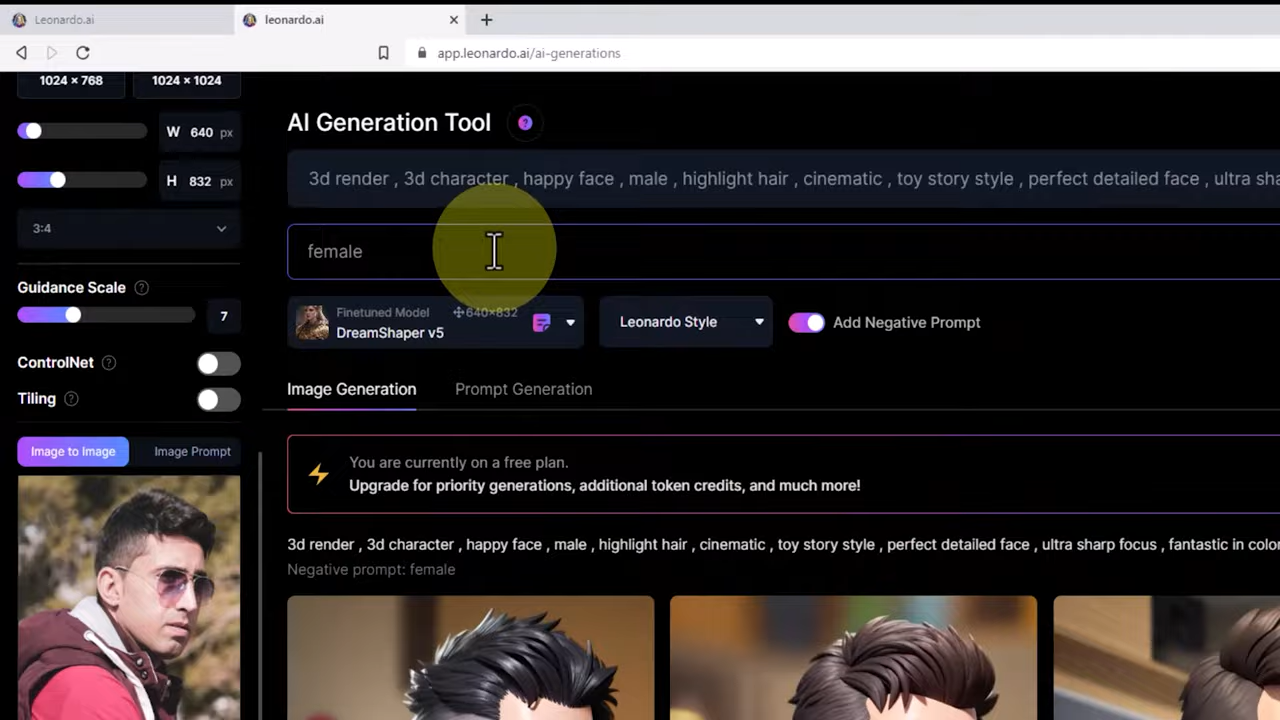 Leonardo.ai
leonardo.ai
app.leonardo.ai/ai-generations
1024 × 768
1024 × 1024
W 640 px
H 832 px
3:4
Guidance Scale
7
ControlNet
Tiling
Image to Image
Image Prompt
AI Generation Tool
3d render , 3d character , happy face , male , highlight hair , cinematic , toy story style , perfect detailed face , ultra sha
female
Finetuned Model
640×832
DreamShaper v5
Leonardo Style
Add Negative Prompt
Image Generation
Prompt Generation
You are currently on a free plan.
Upgrade for priority generations, additional token credits, and much more!
3d render , 3d character , happy face , male , highlight hair , cinematic , toy story style , perfect detailed face , ultra sharp focus , fantastic in color
Negative prompt: female